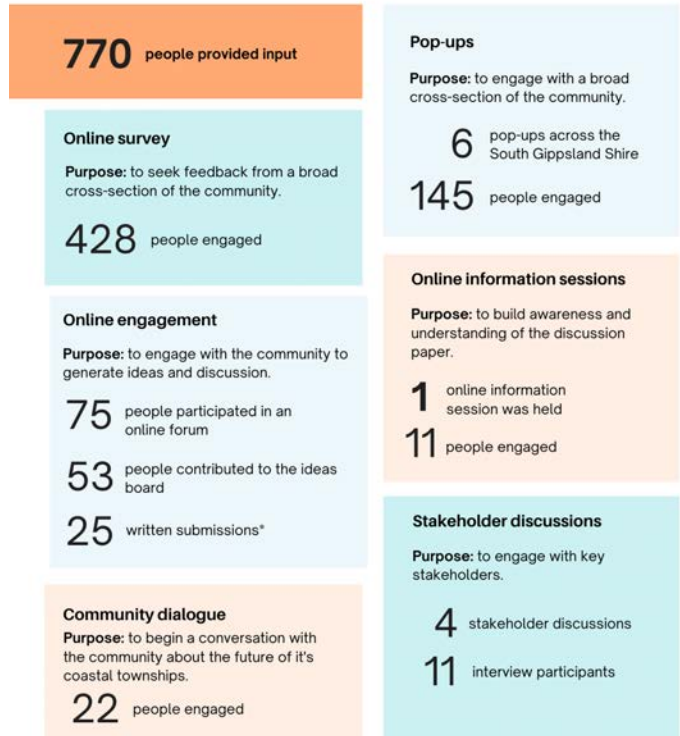 770 people provided input
Online survey
Purpose: to seek feedback from a broad
cross-section of the community.
428 people engaged
Online engagement
Purpose: to engage with the community to
generate ideas and discussion.
75 people participated in an
online forum
53 people contributed to the ideas
board
25 written submissions*
Community dialogue
Purpose: to begin a conversation with
the community about the future of it's
coastal townships.
22 people engaged
Pop-ups
Purpose: to engage with a broad
cross-section of the community.
6 pop-ups across the
South Gippsland Shire
145 people engaged
Online information sessions
Purpose: to build awareness and
understanding of the discussion
paper.
1 online information
session was held
11 people engaged
Stakeholder discussions
Purpose: to engage with key
stakeholders.
4 stakeholder discussions
11 interview participants